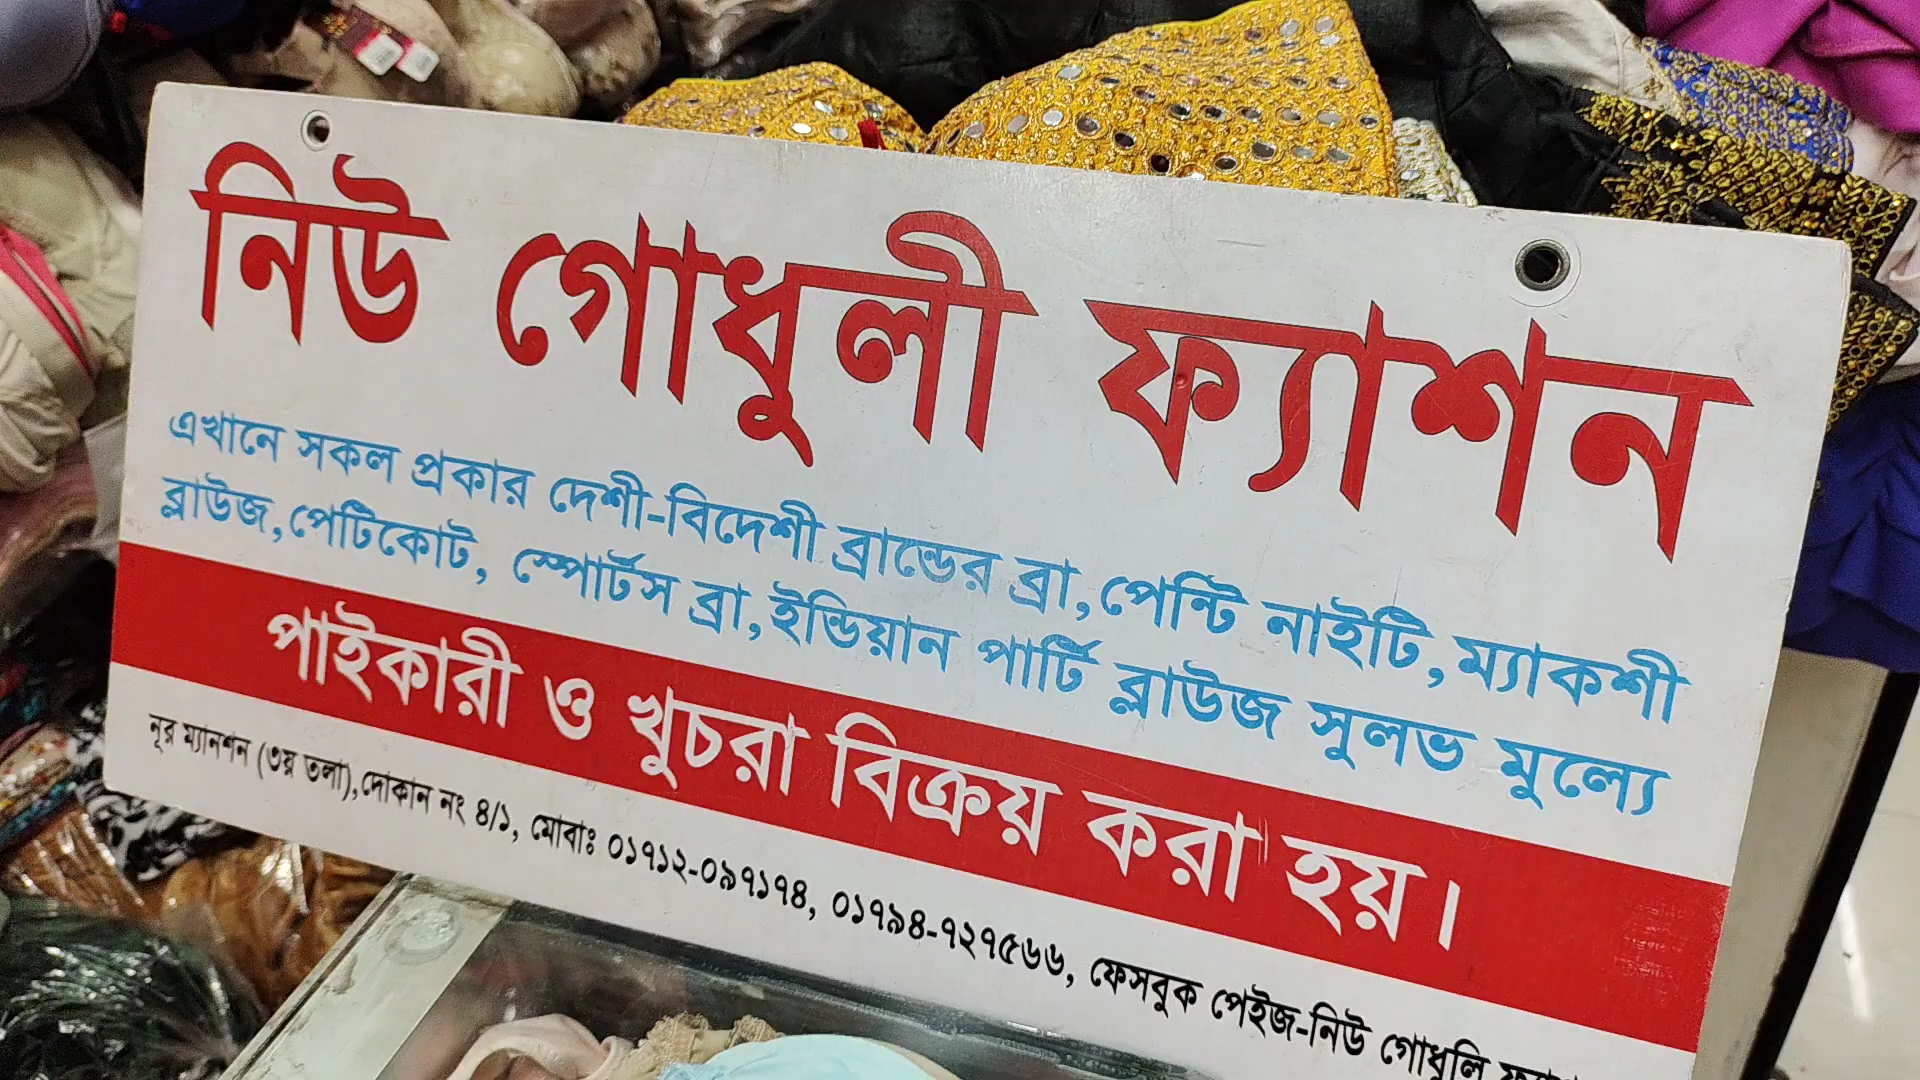 নিউ গোধুলী ফ্যাশন
এখানে সকল প্রকার দেশী-বিদেশী ব্রান্ডের ব্রা,পেন্টি নাইটি,ম্যাকশী
ব্লাউজ,পেটিকোট, স্পোর্টস ব্রা,ইন্ডিয়ান পার্টি ব্লাউজ সুলভ মুল্যে
পাইকারী ও খুচরা বিক্রয় করা হয়।
নূর ম্যানশন (৩য় তলা),দোকান নং ৪/১, মোবাঃ ০১৭১২-০৯৭১৭৪, ০১৭৯৪-৭২৭৫৬৬, ফেসবুক পেইজ-নিউ গোধুলি